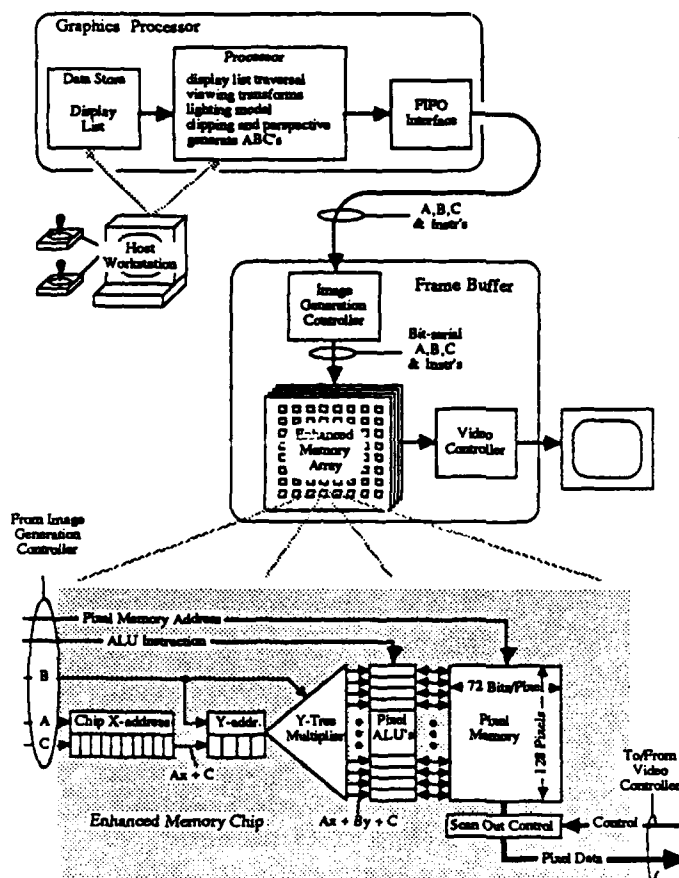 Graphics Processor
Data Store
Display
List
Processor
display list traversal
viewing transforms
lighting model
clipping and perspective
generate ABC's
FIFO
Interface
Host
Workstation
A,B,C
& Instr's
Frame Buffer
Image
Generation
Controller
Bit-serial
A,B,C
& Instr's
Enhanced
Memory
Array
Video
Controller
From Image
Generation
Controller
Pixel Memory Address
ALU Instruction
B
A
C
Chip X-address
Y-addr.
Ax + C
Y-Tree
Multiplier
Pixel
ALU's
Ax + By + C
72 Bits/Pixel
Pixel
Memory
128 Pixels
Enhanced Memory Chip
Scan Out Control
To/From
Video
Controller
Control
Pixel Data